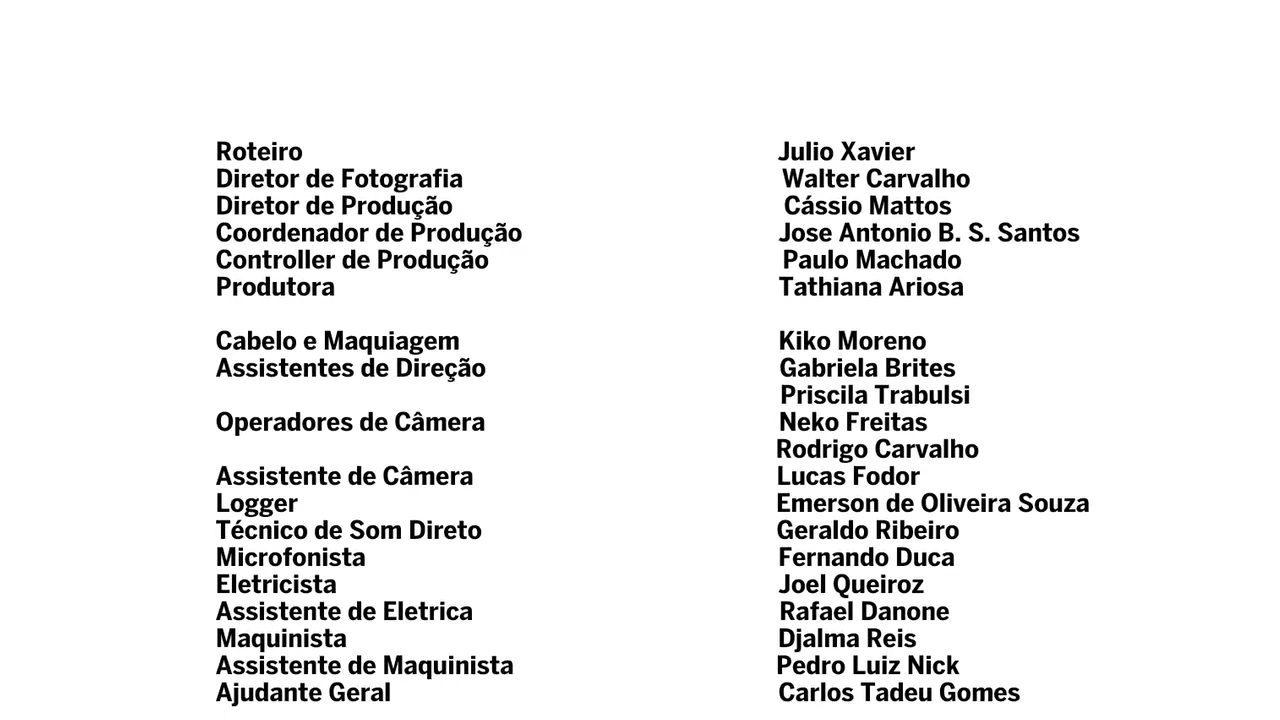 Roteiro Julio Xavier
Diretor de Fotografia Walter Carvalho
Diretor de Produção Cássio Mattos
Coordenador de Produção Jose Antonio B. S. Santos
Controller de Produção Paulo Machado
Produtora Tathiana Ariosa
Cabelo e Maquiagem Kiko Moreno
Assistentes de Direção Gabriela Brites
Priscila Trabulsi
Operadores de Câmera Neko Freitas
Rodrigo Carvalho
Assistente de Câmera Lucas Fodor
Logger Emerson de Oliveira Souza
Técnico de Som Direto Geraldo Ribeiro
Microfonista Fernando Duca
Eletricista Joel Queiroz
Assistente de Eletrica Rafael Danone
Maquinista Djalma Reis
Assistente de Maquinista Pedro Luiz Nick
Ajudante Geral Carlos Tadeu Gomes